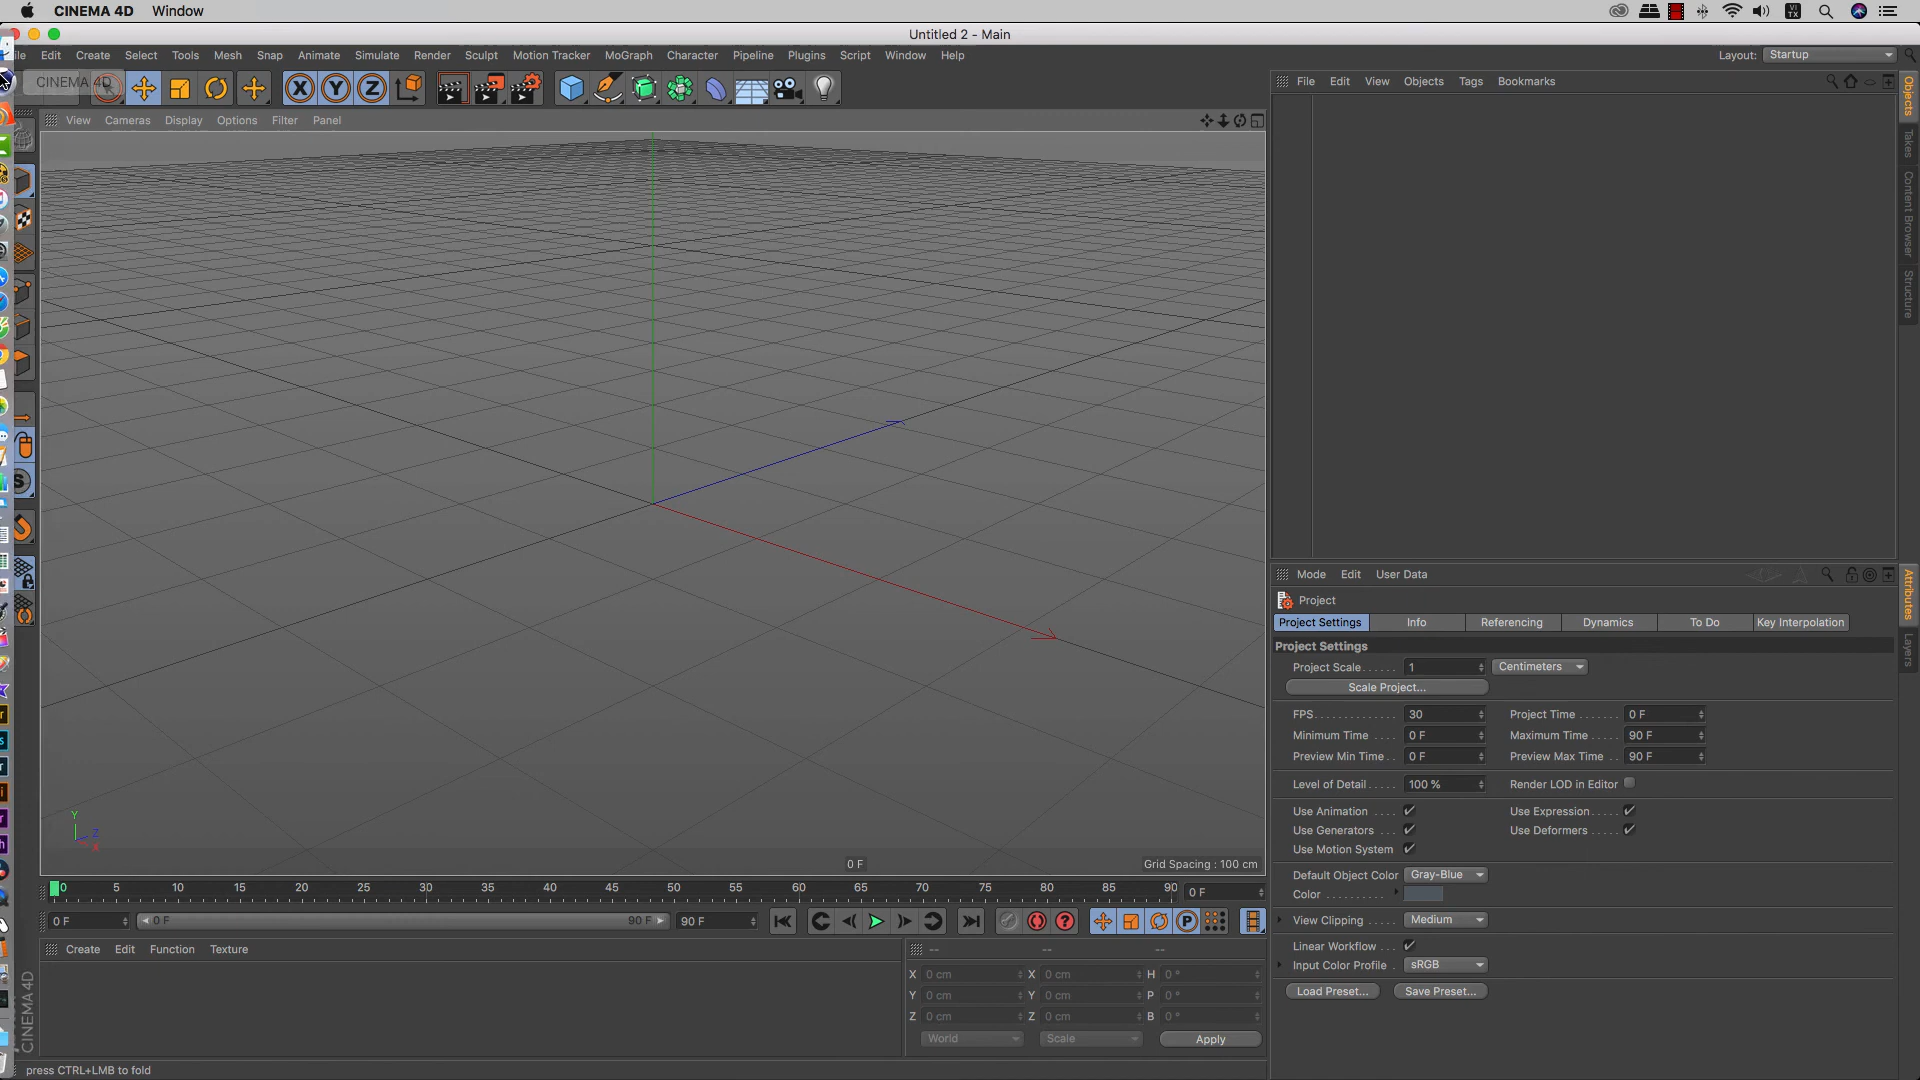 CINEMA 4D Window
Untitled 2 - Main
Edit Create Select Tools Mesh Snap Animate Simulate Render Sculpt Motion Tracker MoGraph Character Pipeline Plugins Script Window Help
Layout: Startup
CINEMA 4D
X Y Z
View Cameras Display Options Filter Panel
File Edit View Objects Tags Bookmarks
Objects
Takes
Content Browser
Structure
Y
Z
X
0 F
Grid Spacing : 100 cm
0 5 10 15 20 25 30 35 40 45 50 55 60 65 70 75 80 85 90 0 F
0 F 0 F 90 F 90 F
Create Edit Function Texture
-- -- --
X 0 cm X 0 cm H 0 °
Y 0 cm Y 0 cm P 0 °
Z 0 cm Z 0 cm B 0 °
World Scale Apply
CINEMA 4D
press CTRL+LMB to fold
Mode Edit User Data
Attributes
Layers
Project
Project Settings Info Referencing Dynamics To Do Key Interpolation
Project Settings
Project Scale 1 Centimeters
Scale Project...
FPS 30 Project Time 0 F
Minimum Time 0 F Maximum Time 90 F
Preview Min Time 0 F Preview Max Time 90 F
Level of Detail 100 % Render LOD in Editor
Use Animation Use Expression
Use Generators Use Deformers
Use Motion System
Default Object Color Gray-Blue
Color
View Clipping Medium
Linear Workflow
Input Color Profile sRGB
Load Preset... Save Preset...